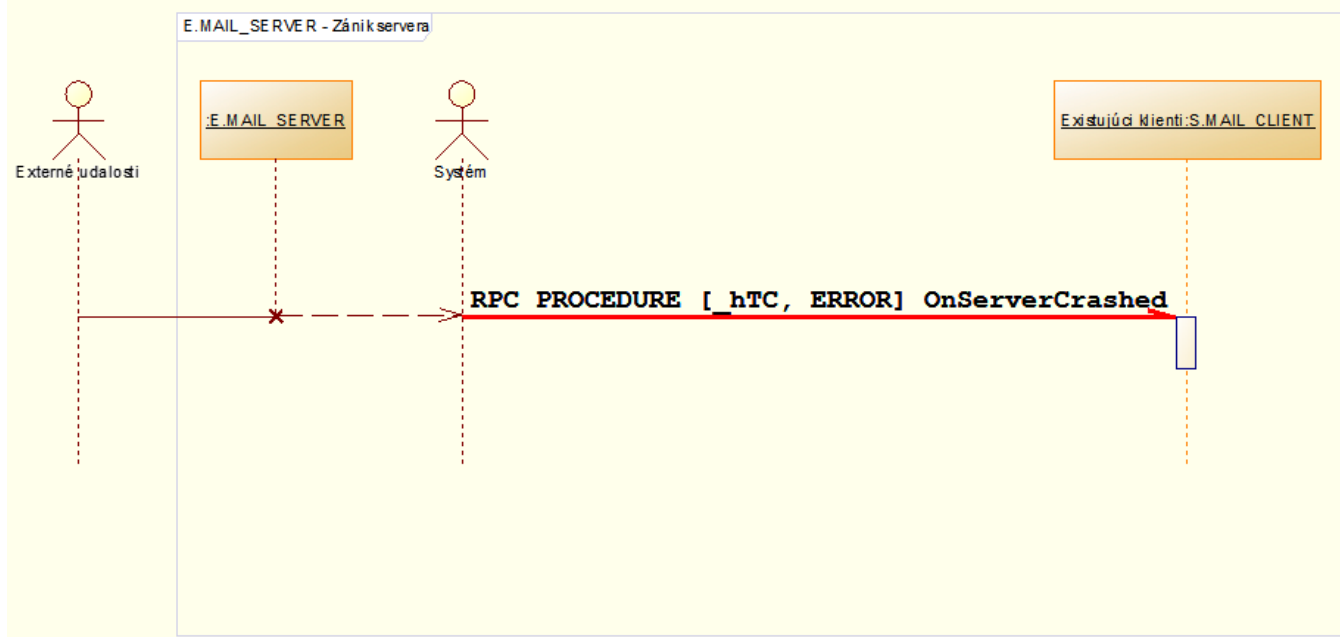 E.MAIL_SERVER - Zánik servera
:E.MAIL_SERVER
Existujúci klienti:S.MAIL_CLIENT
Externé udalosti
Systém
RPC PROCEDURE [_hTC, ERROR] OnServerCrashed